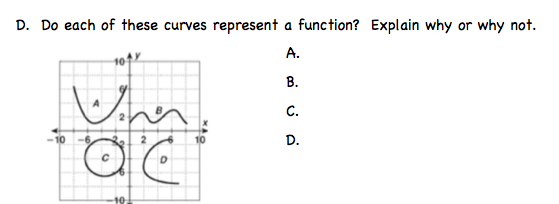 D. Do each of these curves represent a function? Explain why or why not.
A.
B.
C.
D.
y
10
6
A
B
2
x
-10
-6
2
6
10
C
D
-10